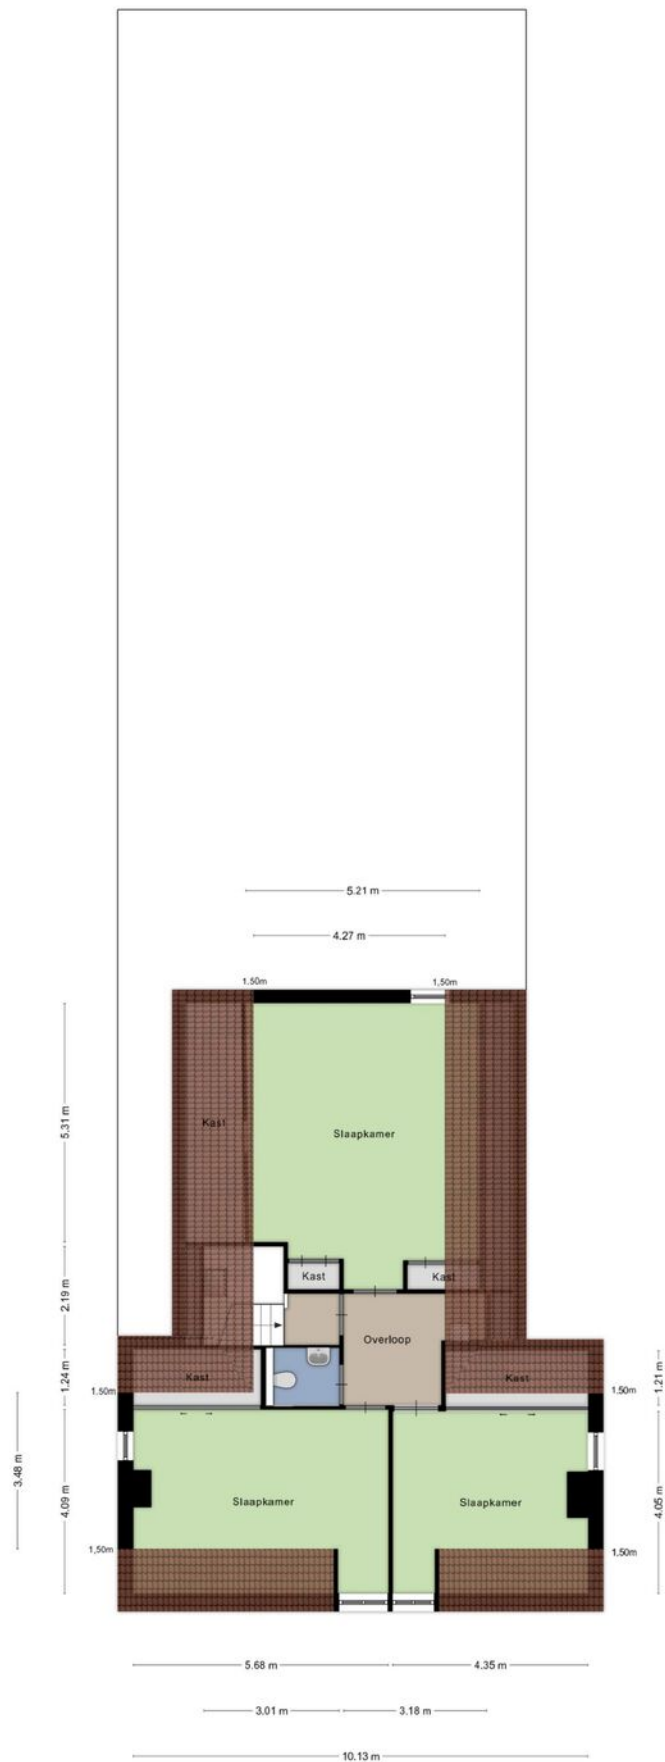 5.21 m
4.27 m
1.50m
1,50m
5.31 m
Kast
Slaapkamer
2.19 m
Kast
Kast
Overloop
1.24 m
1.21 m
Kast
Kast
1,50m
1.50m
3.48 m
4.09 m
Slaapkamer
Slaapkamer
4.05 m
1,50m
1,50m
5.68 m
4.35 m
3.01 m
3.18 m
10.13 m